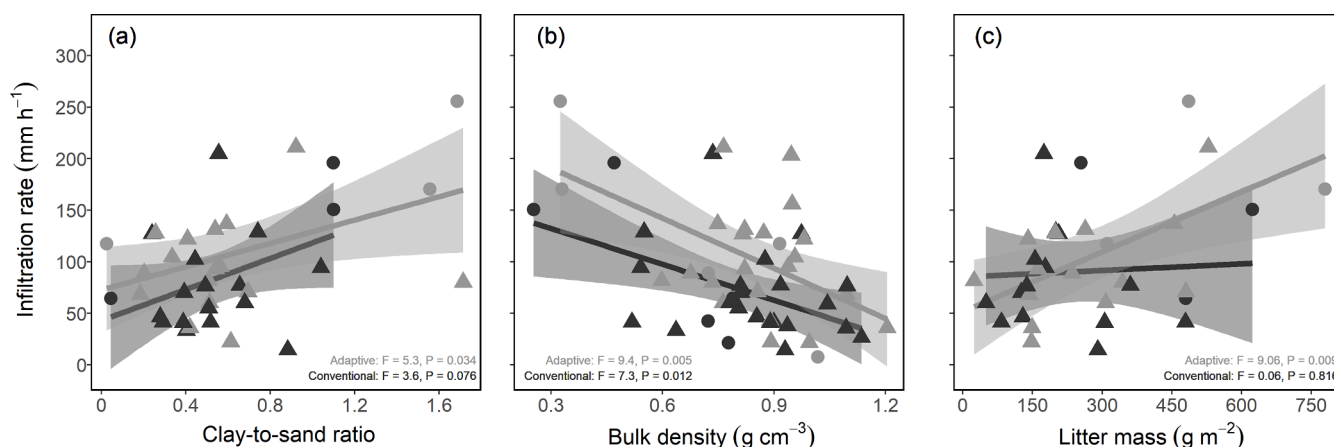 (a)
(b)
(c)
Infiltration rate (mm h⁻¹)
300
250
200
150
100
50
0
Adaptive: F = 5.3, P = 0.034
Conventional: F = 3.6, P = 0.076
Adaptive: F = 9.4, P = 0.005
Conventional: F = 7.3, P = 0.012
Adaptive: F = 9.06, P = 0.009
Conventional: F = 0.06, P = 0.816
0 0.4 0.8 1.2 1.6
0.3 0.6 0.9 1.2
0 150 300 450 600 750
Clay-to-sand ratio
Bulk density (g cm⁻³)
Litter mass (g m⁻²)